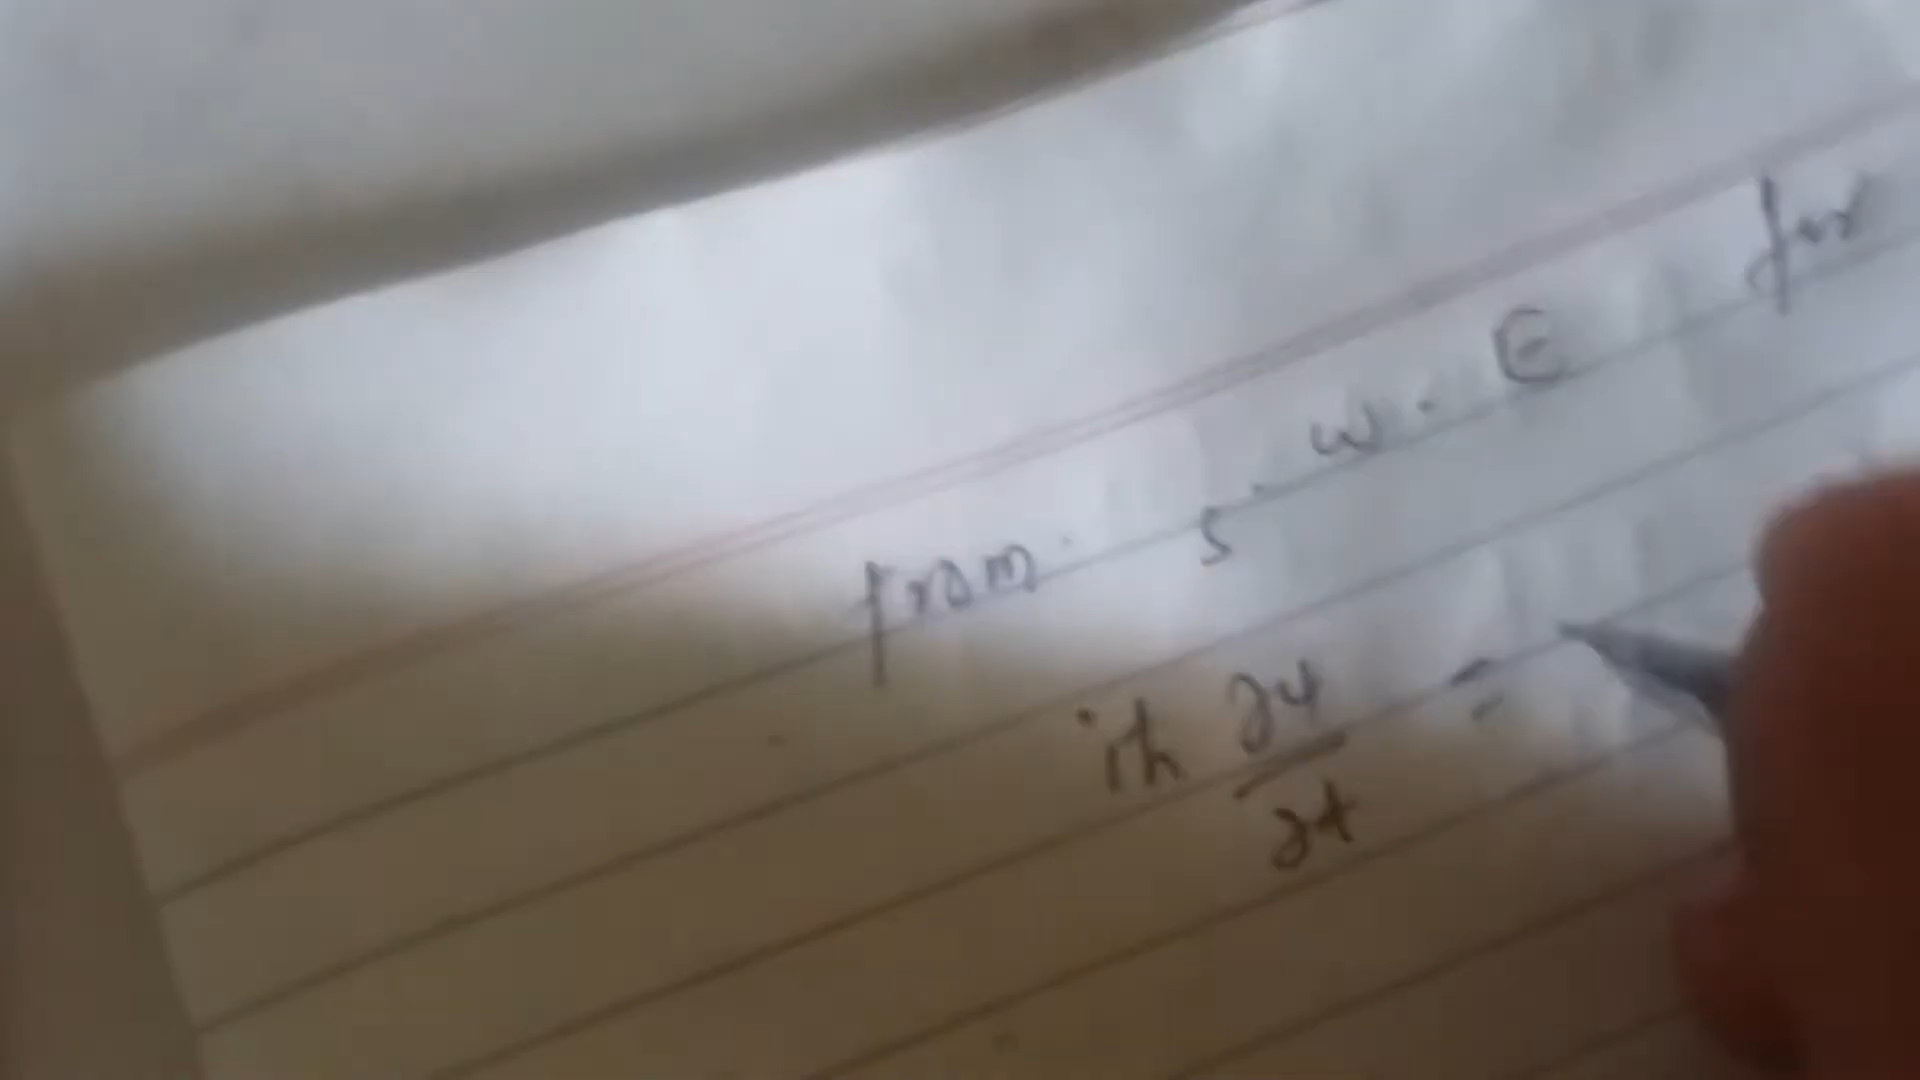 from. S. W. E for
iħ ∂ψ/∂t =